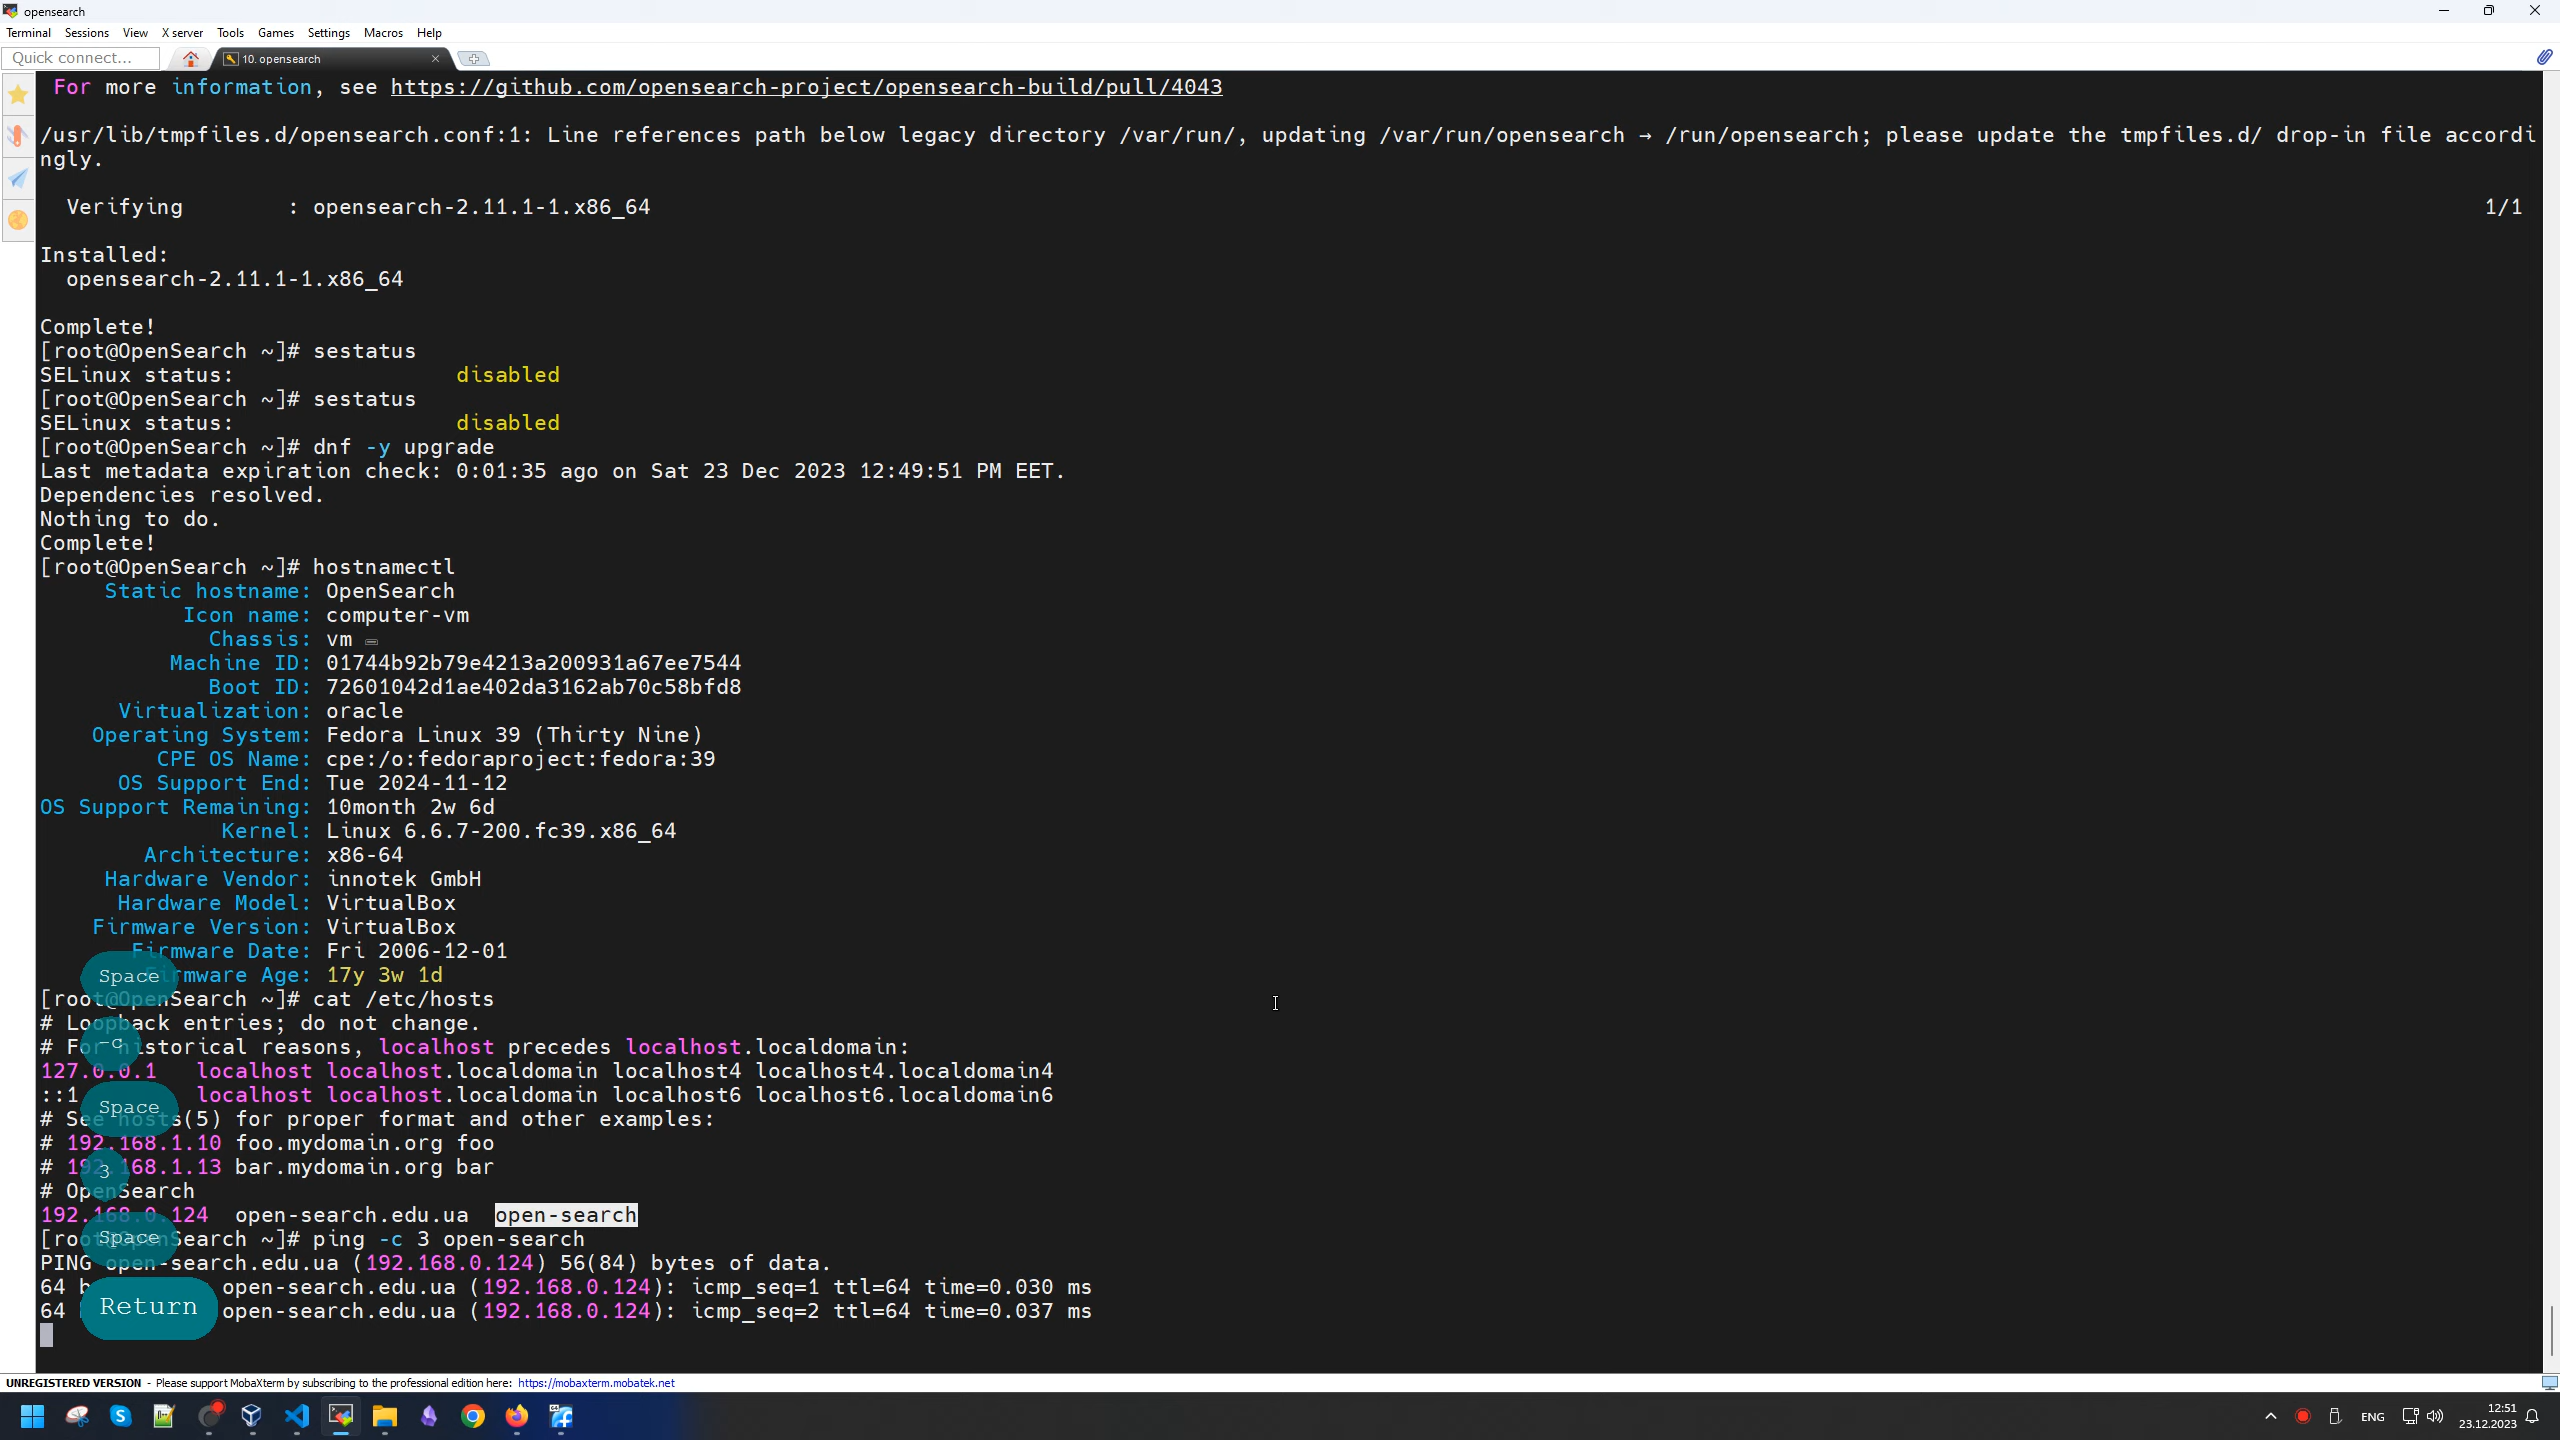 opensearch
Terminal Sessions View X server Tools Games Settings Macros Help
Quick connect... 10. opensearch
For more information, see https://github.com/opensearch-project/opensearch-build/pull/4043
/usr/lib/tmpfiles.d/opensearch.conf:1: Line references path below legacy directory /var/run/, updating /var/run/opensearch → /run/opensearch; please update the tmpfiles.d/ drop-in file accordi
ngly.
Verifying : opensearch-2.11.1-1.x86_64 1/1
Installed:
opensearch-2.11.1-1.x86_64
Complete!
[root@OpenSearch ~]# sestatus
SELinux status: disabled
[root@OpenSearch ~]# sestatus
SELinux status: disabled
[root@OpenSearch ~]# dnf -y upgrade
Last metadata expiration check: 0:01:35 ago on Sat 23 Dec 2023 12:49:51 PM EET.
Dependencies resolved.
Nothing to do.
Complete!
[root@OpenSearch ~]# hostnamectl
Static hostname: OpenSearch
Icon name: computer-vm
Chassis: vm
Machine ID: 01744b92b79e4213a200931a67ee7544
Boot ID: 72601042d1ae402da3162ab70c58bfd8
Virtualization: oracle
Operating System: Fedora Linux 39 (Thirty Nine)
CPE OS Name: cpe:/o:fedoraproject:fedora:39
OS Support End: Tue 2024-11-12
OS Support Remaining: 10month 2w 6d
Kernel: Linux 6.6.7-200.fc39.x86_64
Architecture: x86-64
Hardware Vendor: innotek GmbH
Hardware Model: VirtualBox
Firmware Version: VirtualBox
Firmware Date: Fri 2006-12-01
Space Firmware Age: 17y 3w 1d
[root@OpenSearch ~]# cat /etc/hosts
# Loopback entries; do not change.
-c
# For historical reasons, localhost precedes localhost.localdomain:
127.0.0.1 localhost localhost.localdomain localhost4 localhost4.localdomain4
::1 localhost localhost.localdomain localhost6 localhost6.localdomain6
Space
# See hosts(5) for proper format and other examples:
# 192.168.1.10 foo.mydomain.org foo
# 192.168.1.13 bar.mydomain.org bar
3
# OpenSearch
192.168.0.124 open-search.edu.ua open-search
[root@OpenSearch ~]# ping -c 3 open-search
Space
PING open-search.edu.ua (192.168.0.124) 56(84) bytes of data.
64 open-search.edu.ua (192.168.0.124): icmp_seq=1 ttl=64 time=0.030 ms
Return
64 open-search.edu.ua (192.168.0.124): icmp_seq=2 ttl=64 time=0.037 ms
UNREGISTERED VERSION - Please support MobaXterm by subscribing to the professional edition here: https://mobaxterm.mobatek.net
ENG 12:51
23.12.2023